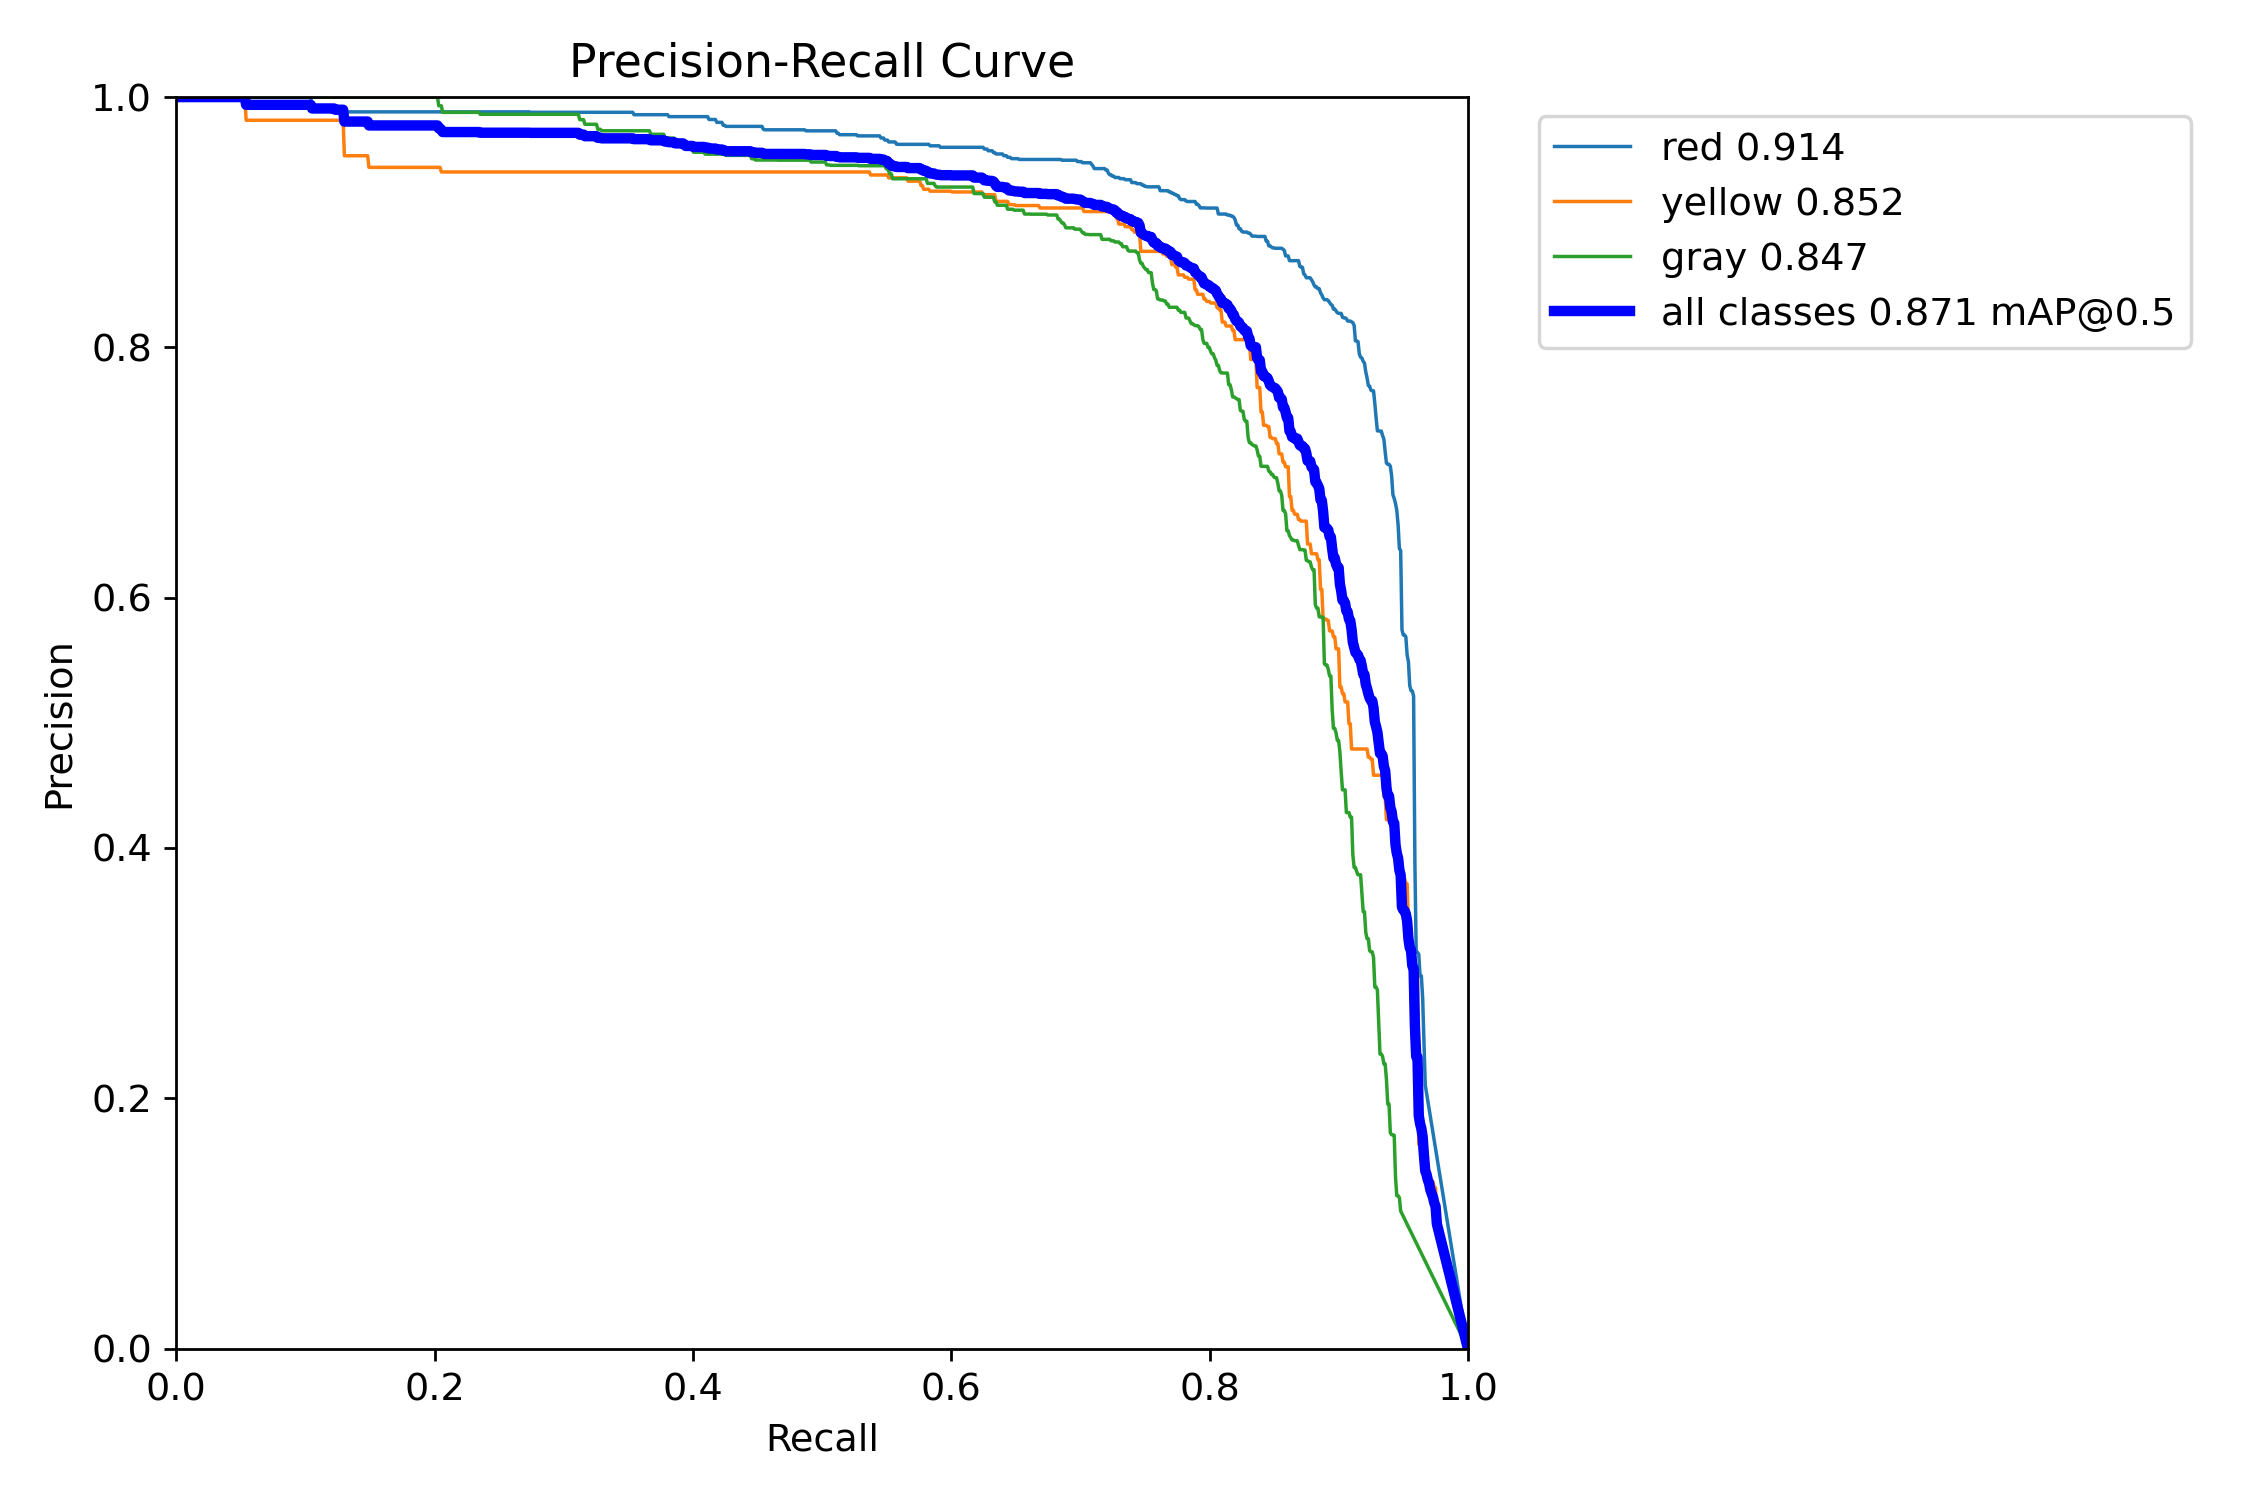 Precision-Recall Curve
red 0.914
yellow 0.852
gray 0.847
all classes 0.871 mAP@0.5
1.0
0.8
0.6
0.4
0.2
0.0
Precision
0.0 0.2 0.4 0.6 0.8 1.0
Recall